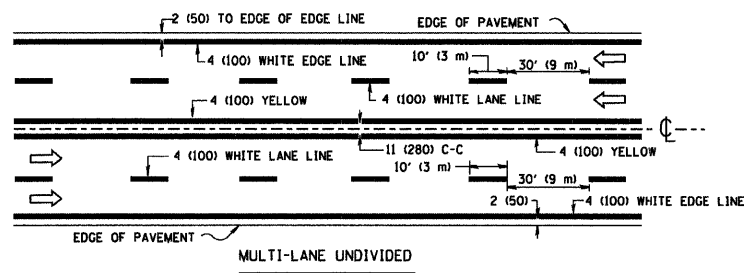 2 (50) TO EDGE OF EDGE LINE
EDGE OF PAVEMENT
4 (100) WHITE EDGE LINE
10' (3 m)
30' (9 m)
4 (100) YELLOW
4 (100) WHITE LANE LINE
4 (100) WHITE LANE LINE
11 (280) C-C
4 (100) YELLOW
10' (3 m)
30' (9 m)
2 (50)
4 (100) WHITE EDGE LINE
EDGE OF PAVEMENT
MULTI-LANE UNDIVIDED